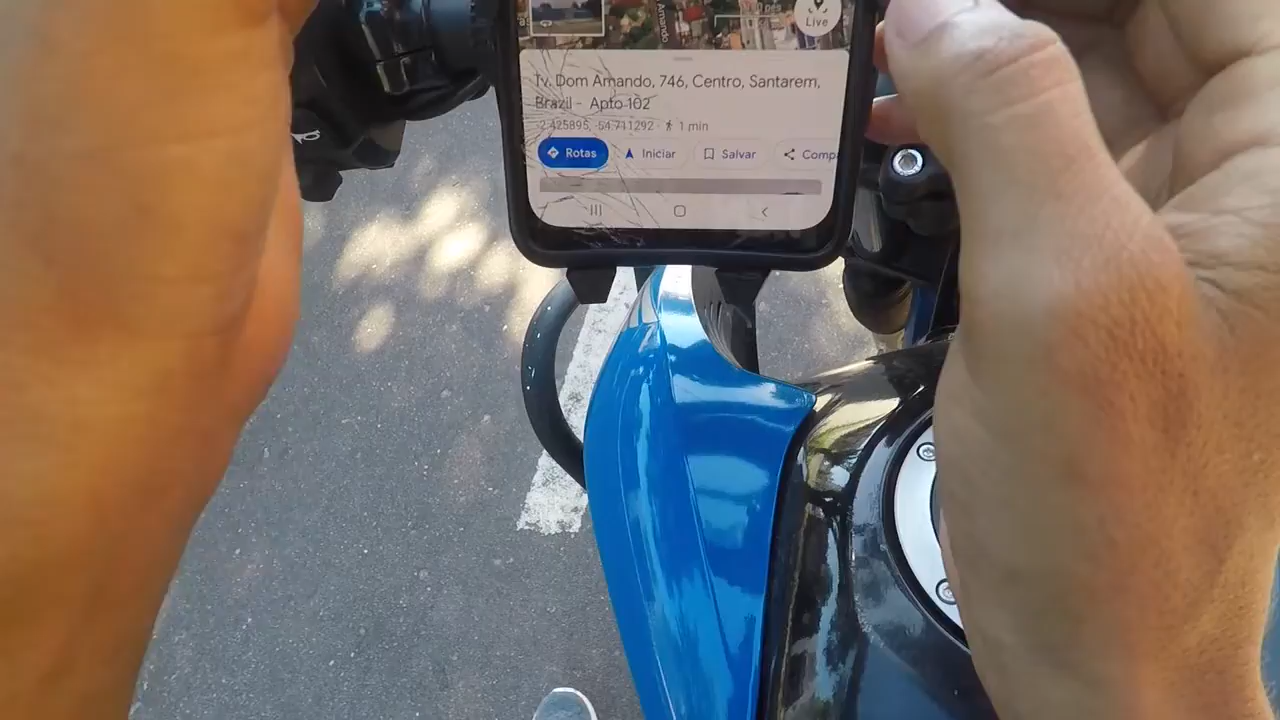 Amando
Live
Tv. Dom Amando, 746, Centro, Santarem,
Brazil - Apto 102
-2.425895, -54.711292 · 1 min
Rotas
Iniciar
Salvar
Comp